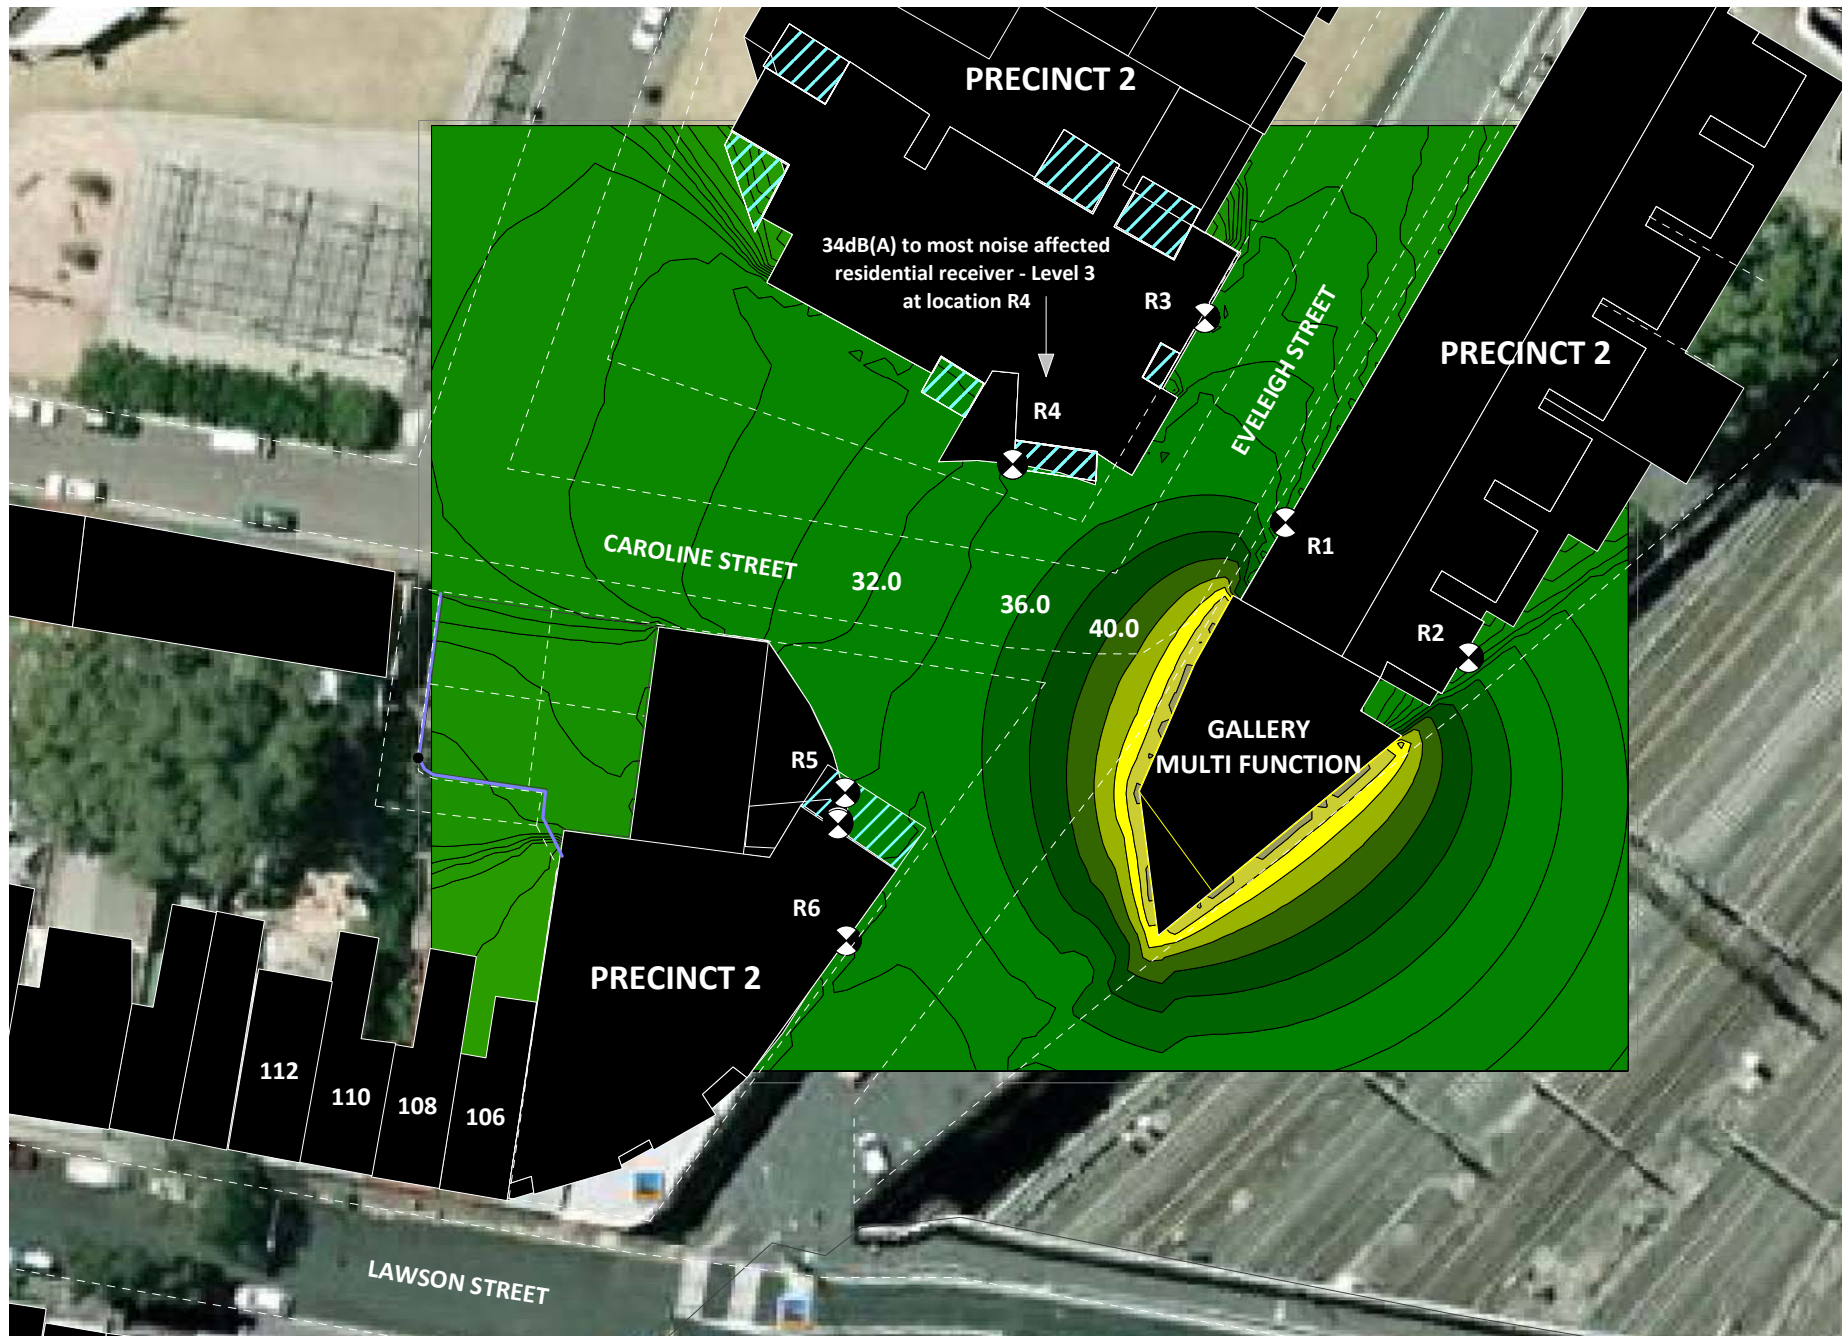 PRECINCT 2
34dB(A) to most noise affected
residential receiver - Level 3
at location R4
R3
EVELEIGH STREET
PRECINCT 2
R4
CAROLINE STREET
32.0
36.0
40.0
R1
R2
GALLERY
MULTI FUNCTION
R5
R6
PRECINCT 2
112
110
108
106
LAWSON STREET